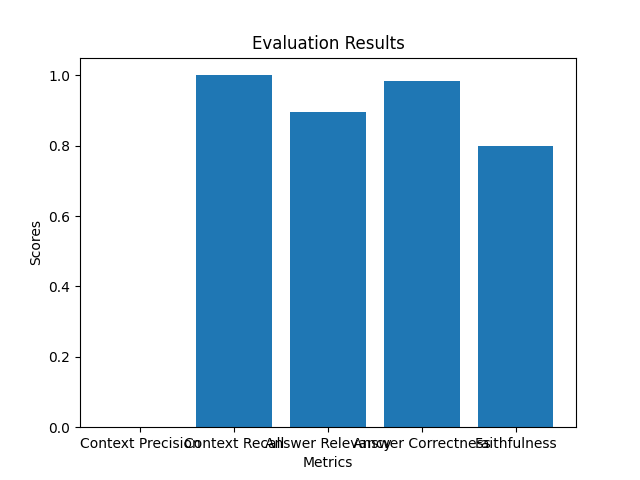 Evaluation Results
1.0
0.8
0.6
0.4
0.2
0.0
Scores
Context Precision
Context Recall
Answer Relevancy
Answer Correctness
Faithfulness
Metrics